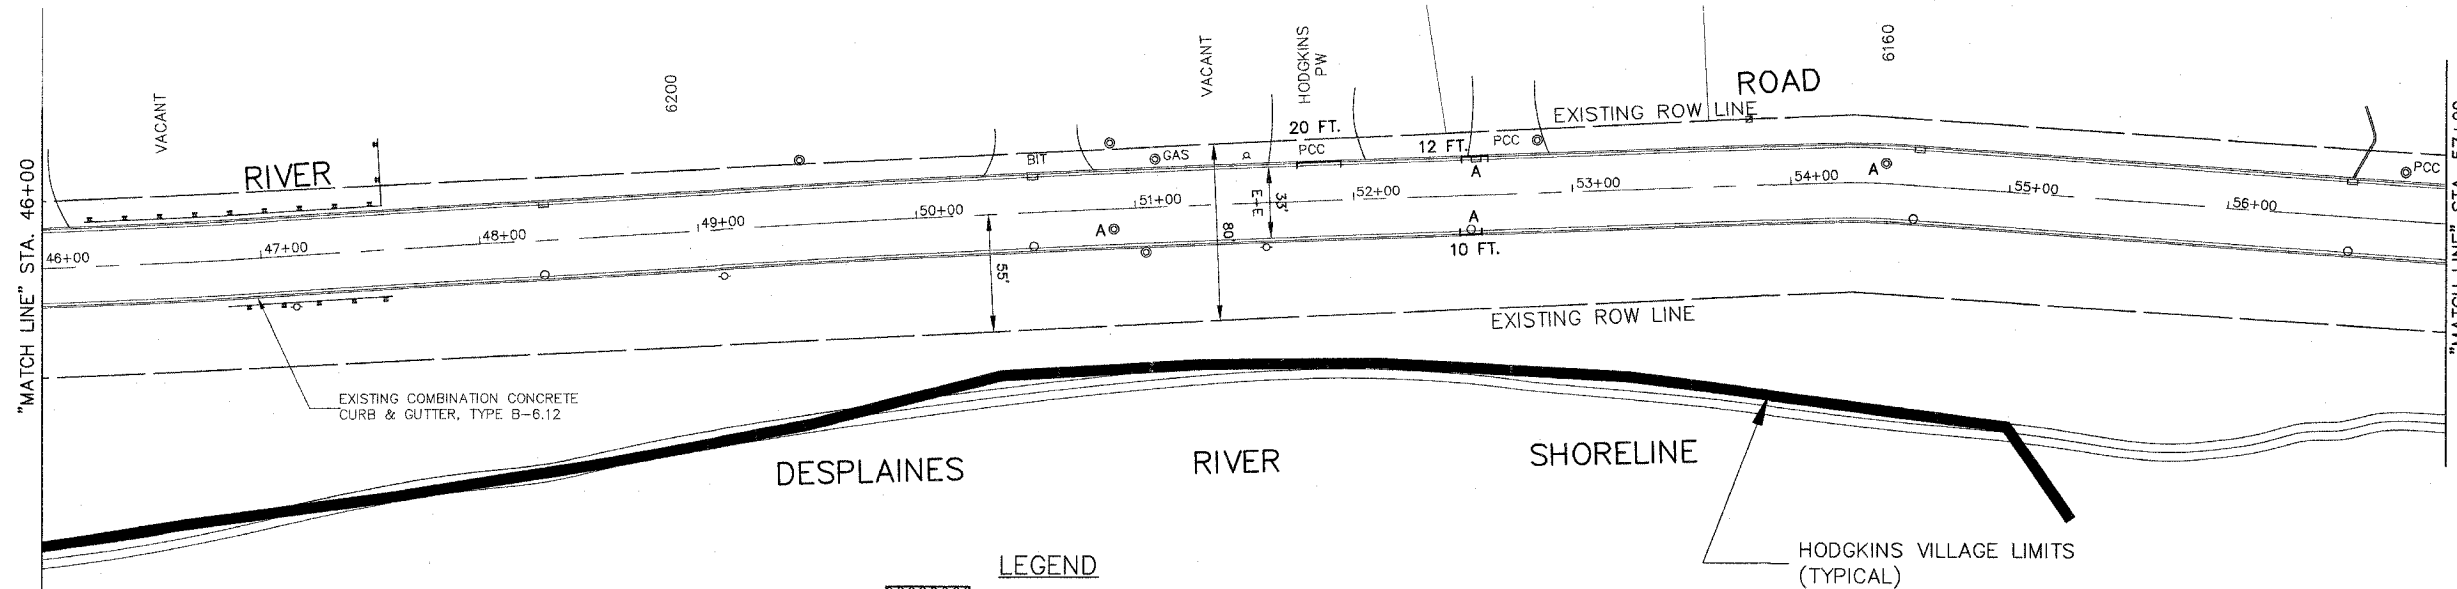 VACANT
6200
VACANT
HODGKINS
PW
6160
ROAD
EXISTING ROW LINE
20 FT.
PCC
12 FT.
PCC
GAS
BIT
A
A
PCC
RIVER
"MATCH LINE" STA. 46+00
46+00
47+00
48+00
49+00
50+00
51+00
52+00
53+00
54+00
55+00
56+00
A
A
10 FT.
33'
E-E
80'
55'
EXISTING ROW LINE
EXISTING COMBINATION CONCRETE
CURB & GUTTER, TYPE B-6.12
DESPLAINES RIVER SHORELINE
HODGKINS VILLAGE LIMITS
(TYPICAL)
LEGEND